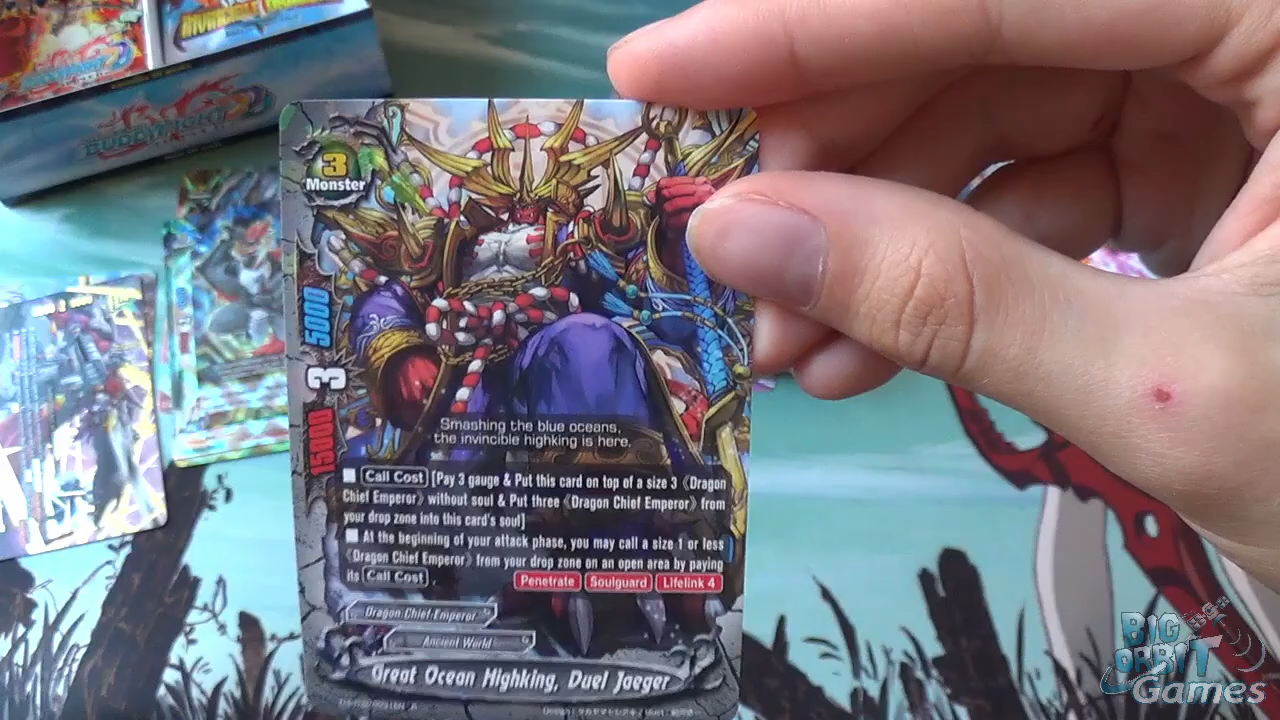 INVINCIBLE
BUDDYFIGHT
3
Monster
5000
3
15000
Smashing the blue oceans,
the invincible highking is here.
■ Call Cost [Pay 3 gauge & Put this card on top of a size 3 《Dragon
Chief Emperor》 without soul & Put three 《Dragon Chief Emperor》 from
your drop zone into this card's soul]
■ At the beginning of your attack phase, you may call a size 1 or less
《Dragon Chief Emperor》 from your drop zone on an open area by paying
its Call Cost.
Penetrate Soulguard Lifelink 4
Dragon Chief Emperor
Ancient World
Great Ocean Highking, Duel Jaeger
BIG
ORBIT
Games